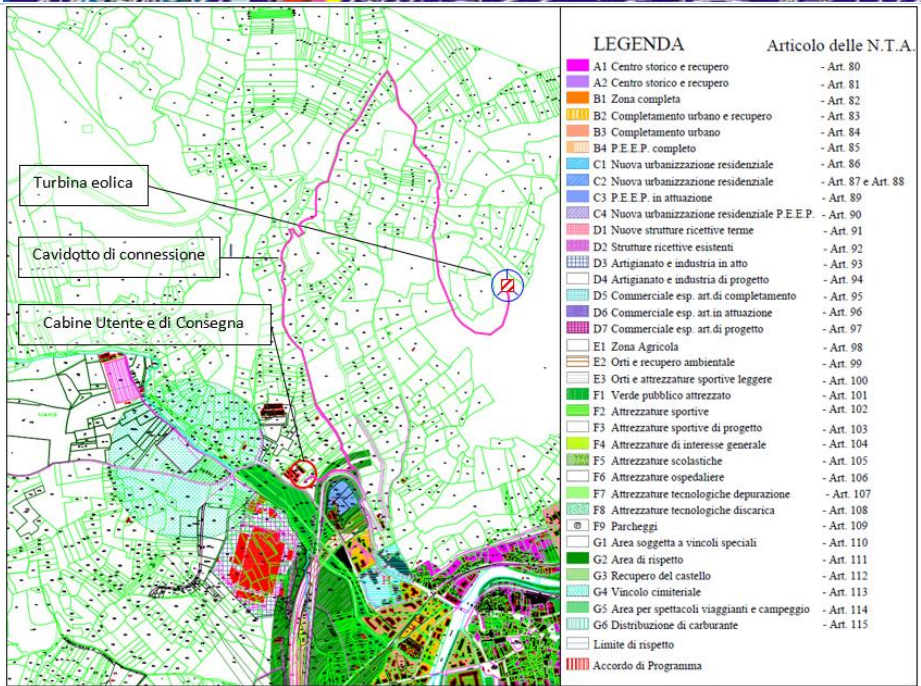 Turbina eolica
Cavidotto di connessione
Cabine Utente e di Consegna
H
LEGENDA Articolo delle N.T.A.
A1 Centro storico e recupero - Art. 80
A2 Centro storico e recupero - Art. 81
B1 Zona completa - Art. 82
B2 Completamento urbano e recupero - Art. 83
B3 Completamento urbano - Art. 84
B4 P.E.E.P. completo - Art. 85
C1 Nuova urbanizzazione residenziale - Art. 86
C2 Nuova urbanizzazione residenziale - Art. 87 e Art. 88
C3 P.E.E.P. in attuazione - Art. 89
C4 Nuova urbanizzazione residenziale P.E.E.P. - Art. 90
D1 Nuove strutture ricettive terme - Art. 91
D2 Strutture ricettive esistenti - Art. 92
D3 Artigianato e industria in atto - Art. 93
D4 Artigianato e industria di progetto - Art. 94
D5 Commerciale esp. art.di completamento - Art. 95
D6 Commerciale esp. art.in attuazione - Art. 96
D7 Commerciale esp. art.di progetto - Art. 97
E1 Zona Agricola - Art. 98
E2 Orti e recupero ambientale - Art. 99
E3 Orti e attrezzature sportive leggere - Art. 100
F1 Verde pubblico attrezzato - Art. 101
F2 Attrezzature sportive - Art. 102
F3 Attrezzature sportive di progetto - Art. 103
F4 Attrezzature di interesse generale - Art. 104
F5 Attrezzature scolastiche - Art. 105
F6 Attrezzature ospedaliere - Art. 106
F7 Attrezzature tecnologiche depurazione - Art. 107
F8 Attrezzature tecnologiche discarica - Art. 108
P F9 Parcheggi - Art. 109
G1 Area soggetta a vincoli speciali - Art. 110
G2 Area di rispetto - Art. 111
G3 Recupero del castello - Art. 112
G4 Vincolo cimiteriale - Art. 113
G5 Area per spettacoli viaggianti e campeggio - Art. 114
G6 Distribuzione di carburante - Art. 115
Limite di rispetto
Accordo di Programma